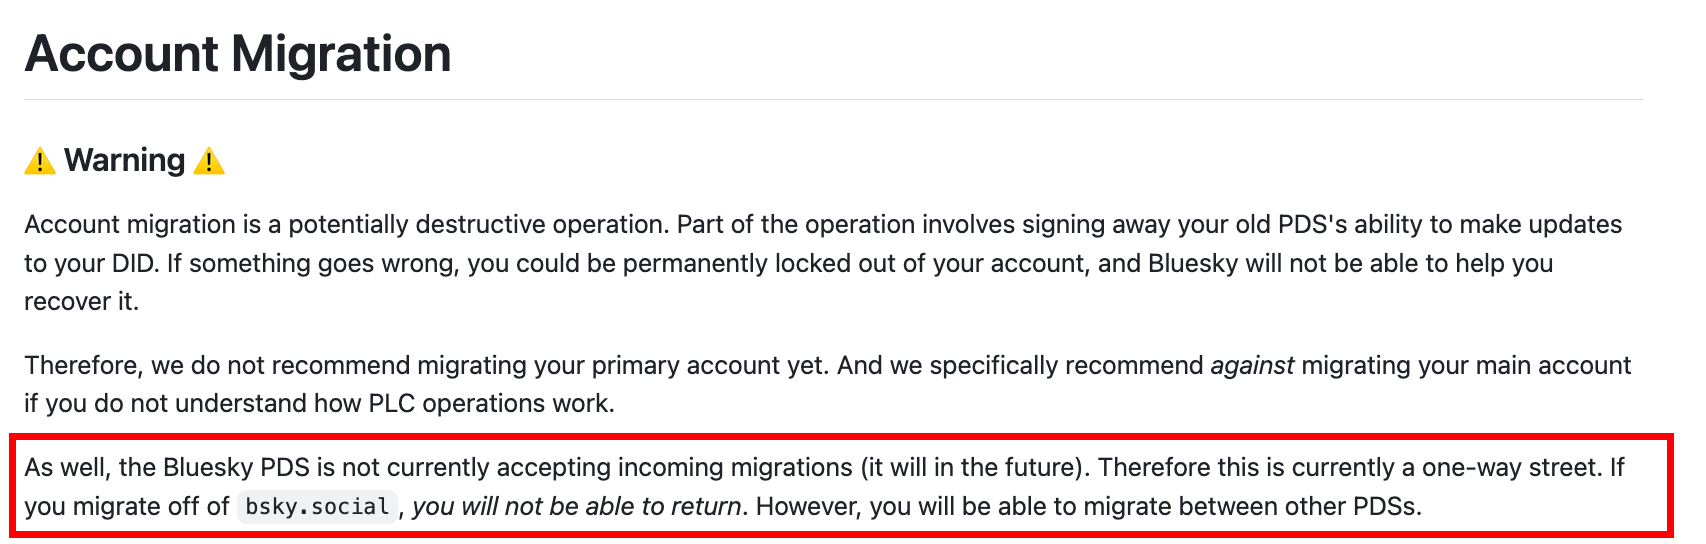 Account Migration
⚠️ Warning ⚠️
Account migration is a potentially destructive operation. Part of the operation involves signing away your old PDS's ability to make updates
to your DID. If something goes wrong, you could be permanently locked out of your account, and Bluesky will not be able to help you
recover it.
Therefore, we do not recommend migrating your primary account yet. And we specifically recommend against migrating your main account
if you do not understand how PLC operations work.
As well, the Bluesky PDS is not currently accepting incoming migrations (it will in the future). Therefore this is currently a one-way street. If
you migrate off of bsky.social, you will not be able to return. However, you will be able to migrate between other PDSs.